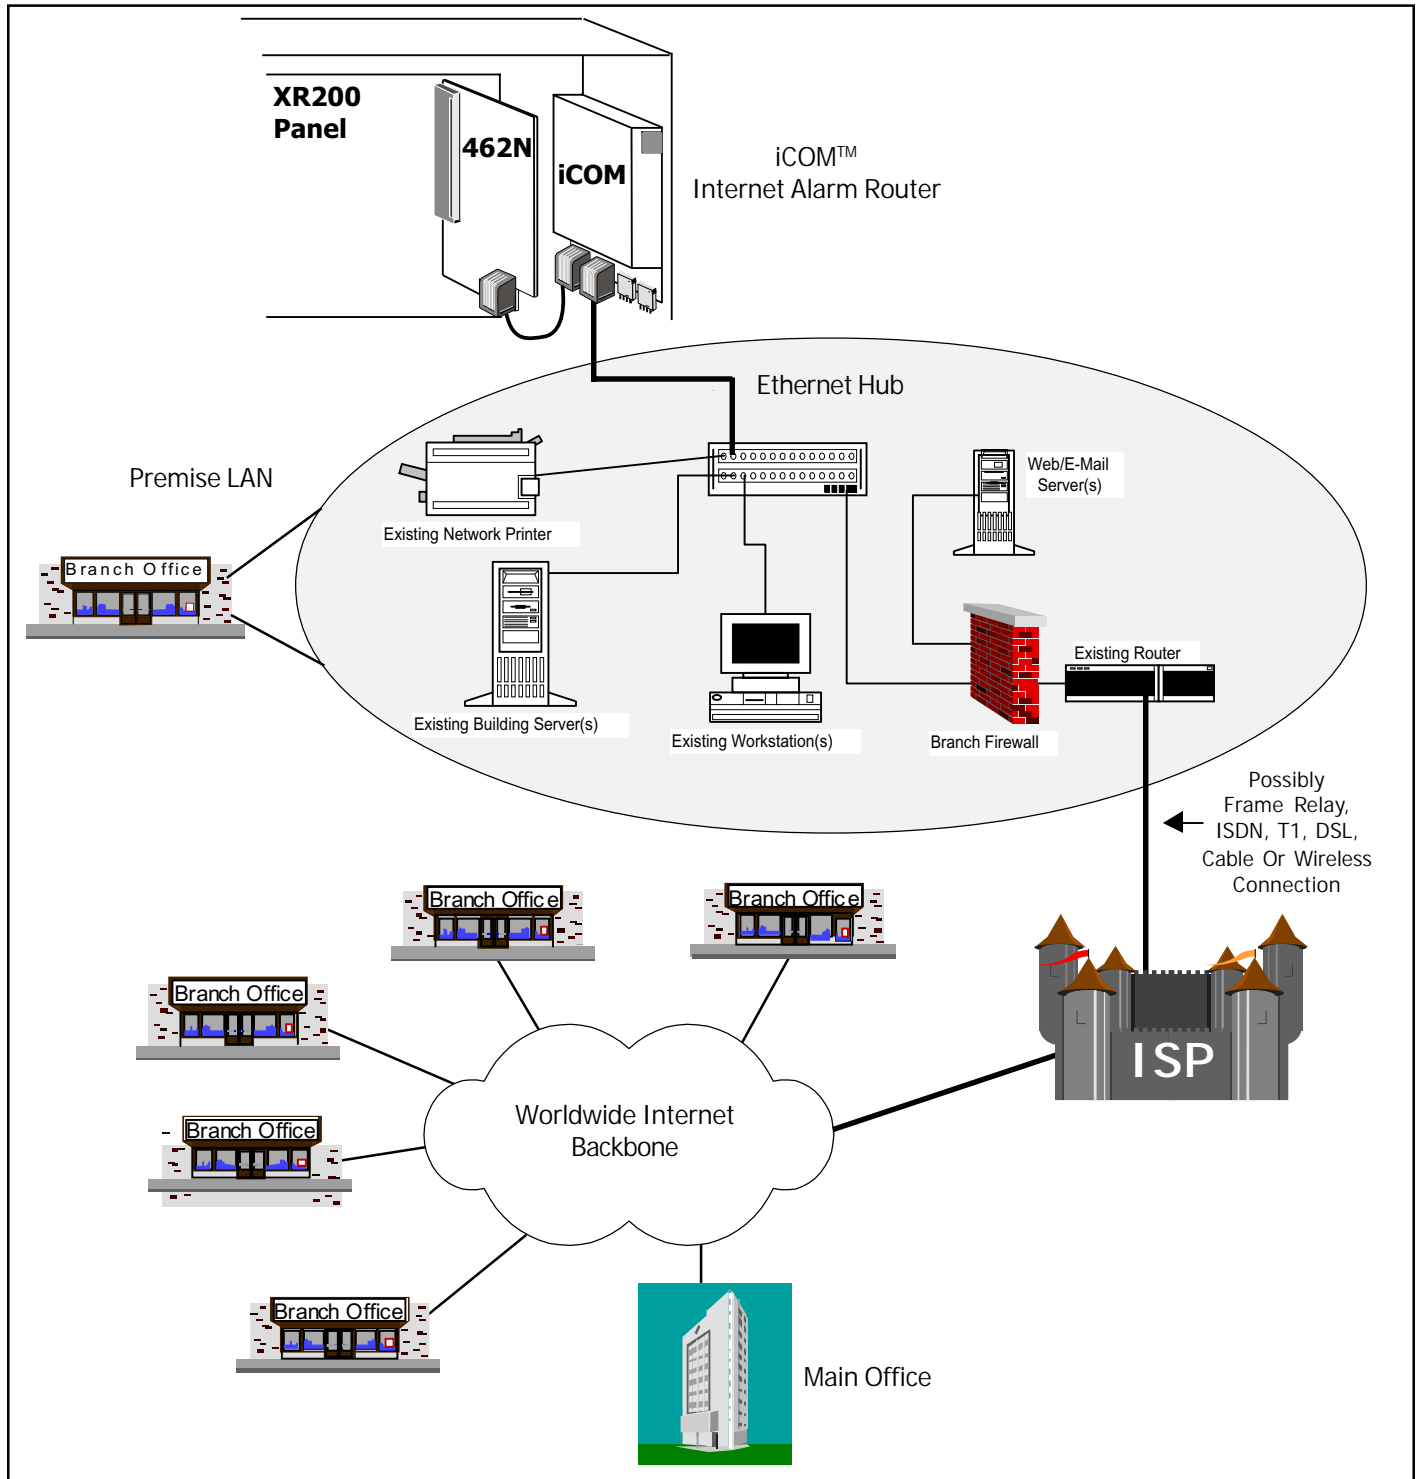 XR200
Panel
462N
iCOM
iCOM™
Internet Alarm Router
Ethernet Hub
Premise LAN
Web/E-Mail
Server(s)
Existing Network Printer
Branch Office
Existing Router
Existing Building Server(s)
Existing Workstation(s)
Branch Firewall
Possibly
Frame Relay,
ISDN, T1, DSL,
Cable Or Wireless
Connection
Branch Office
Branch Office
Branch Office
ISP
Worldwide Internet
Backbone
Branch Office
Branch Office
Main Office